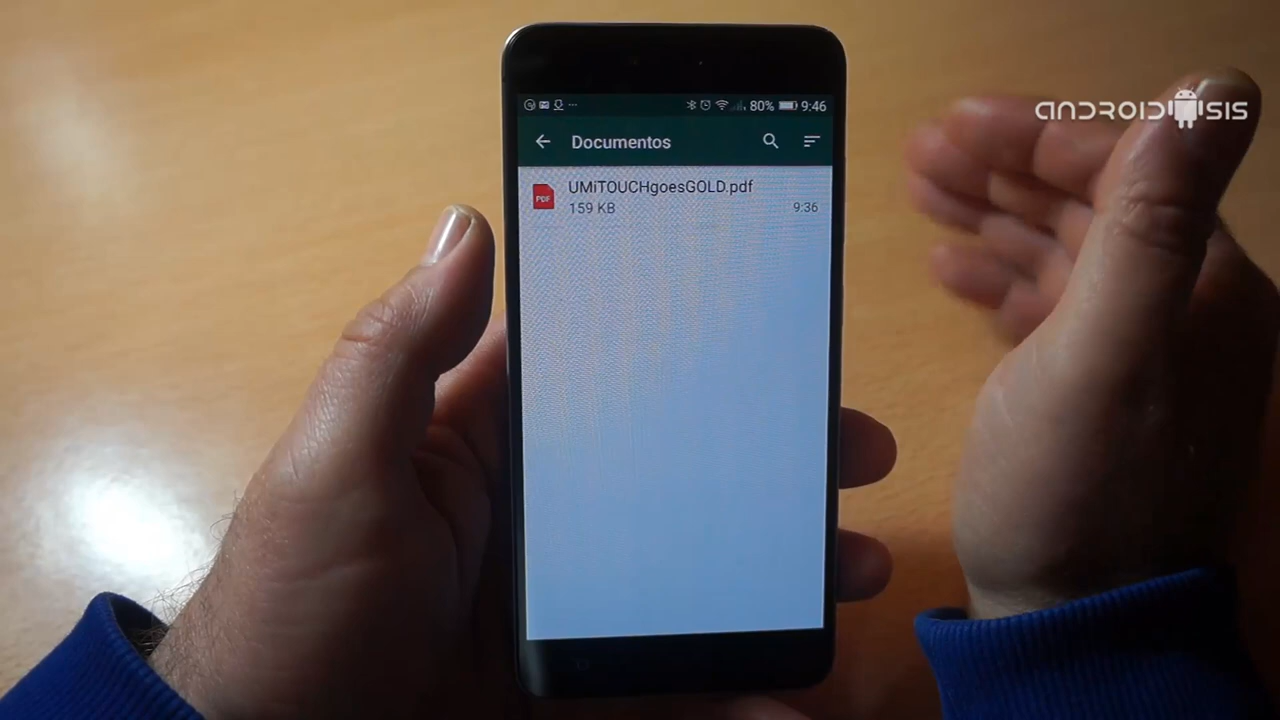 80% 9:46
ANDROIDSIS
Documentos
UMiTOUCHgoesGOLD.pdf
PDF
159 KB
9:36